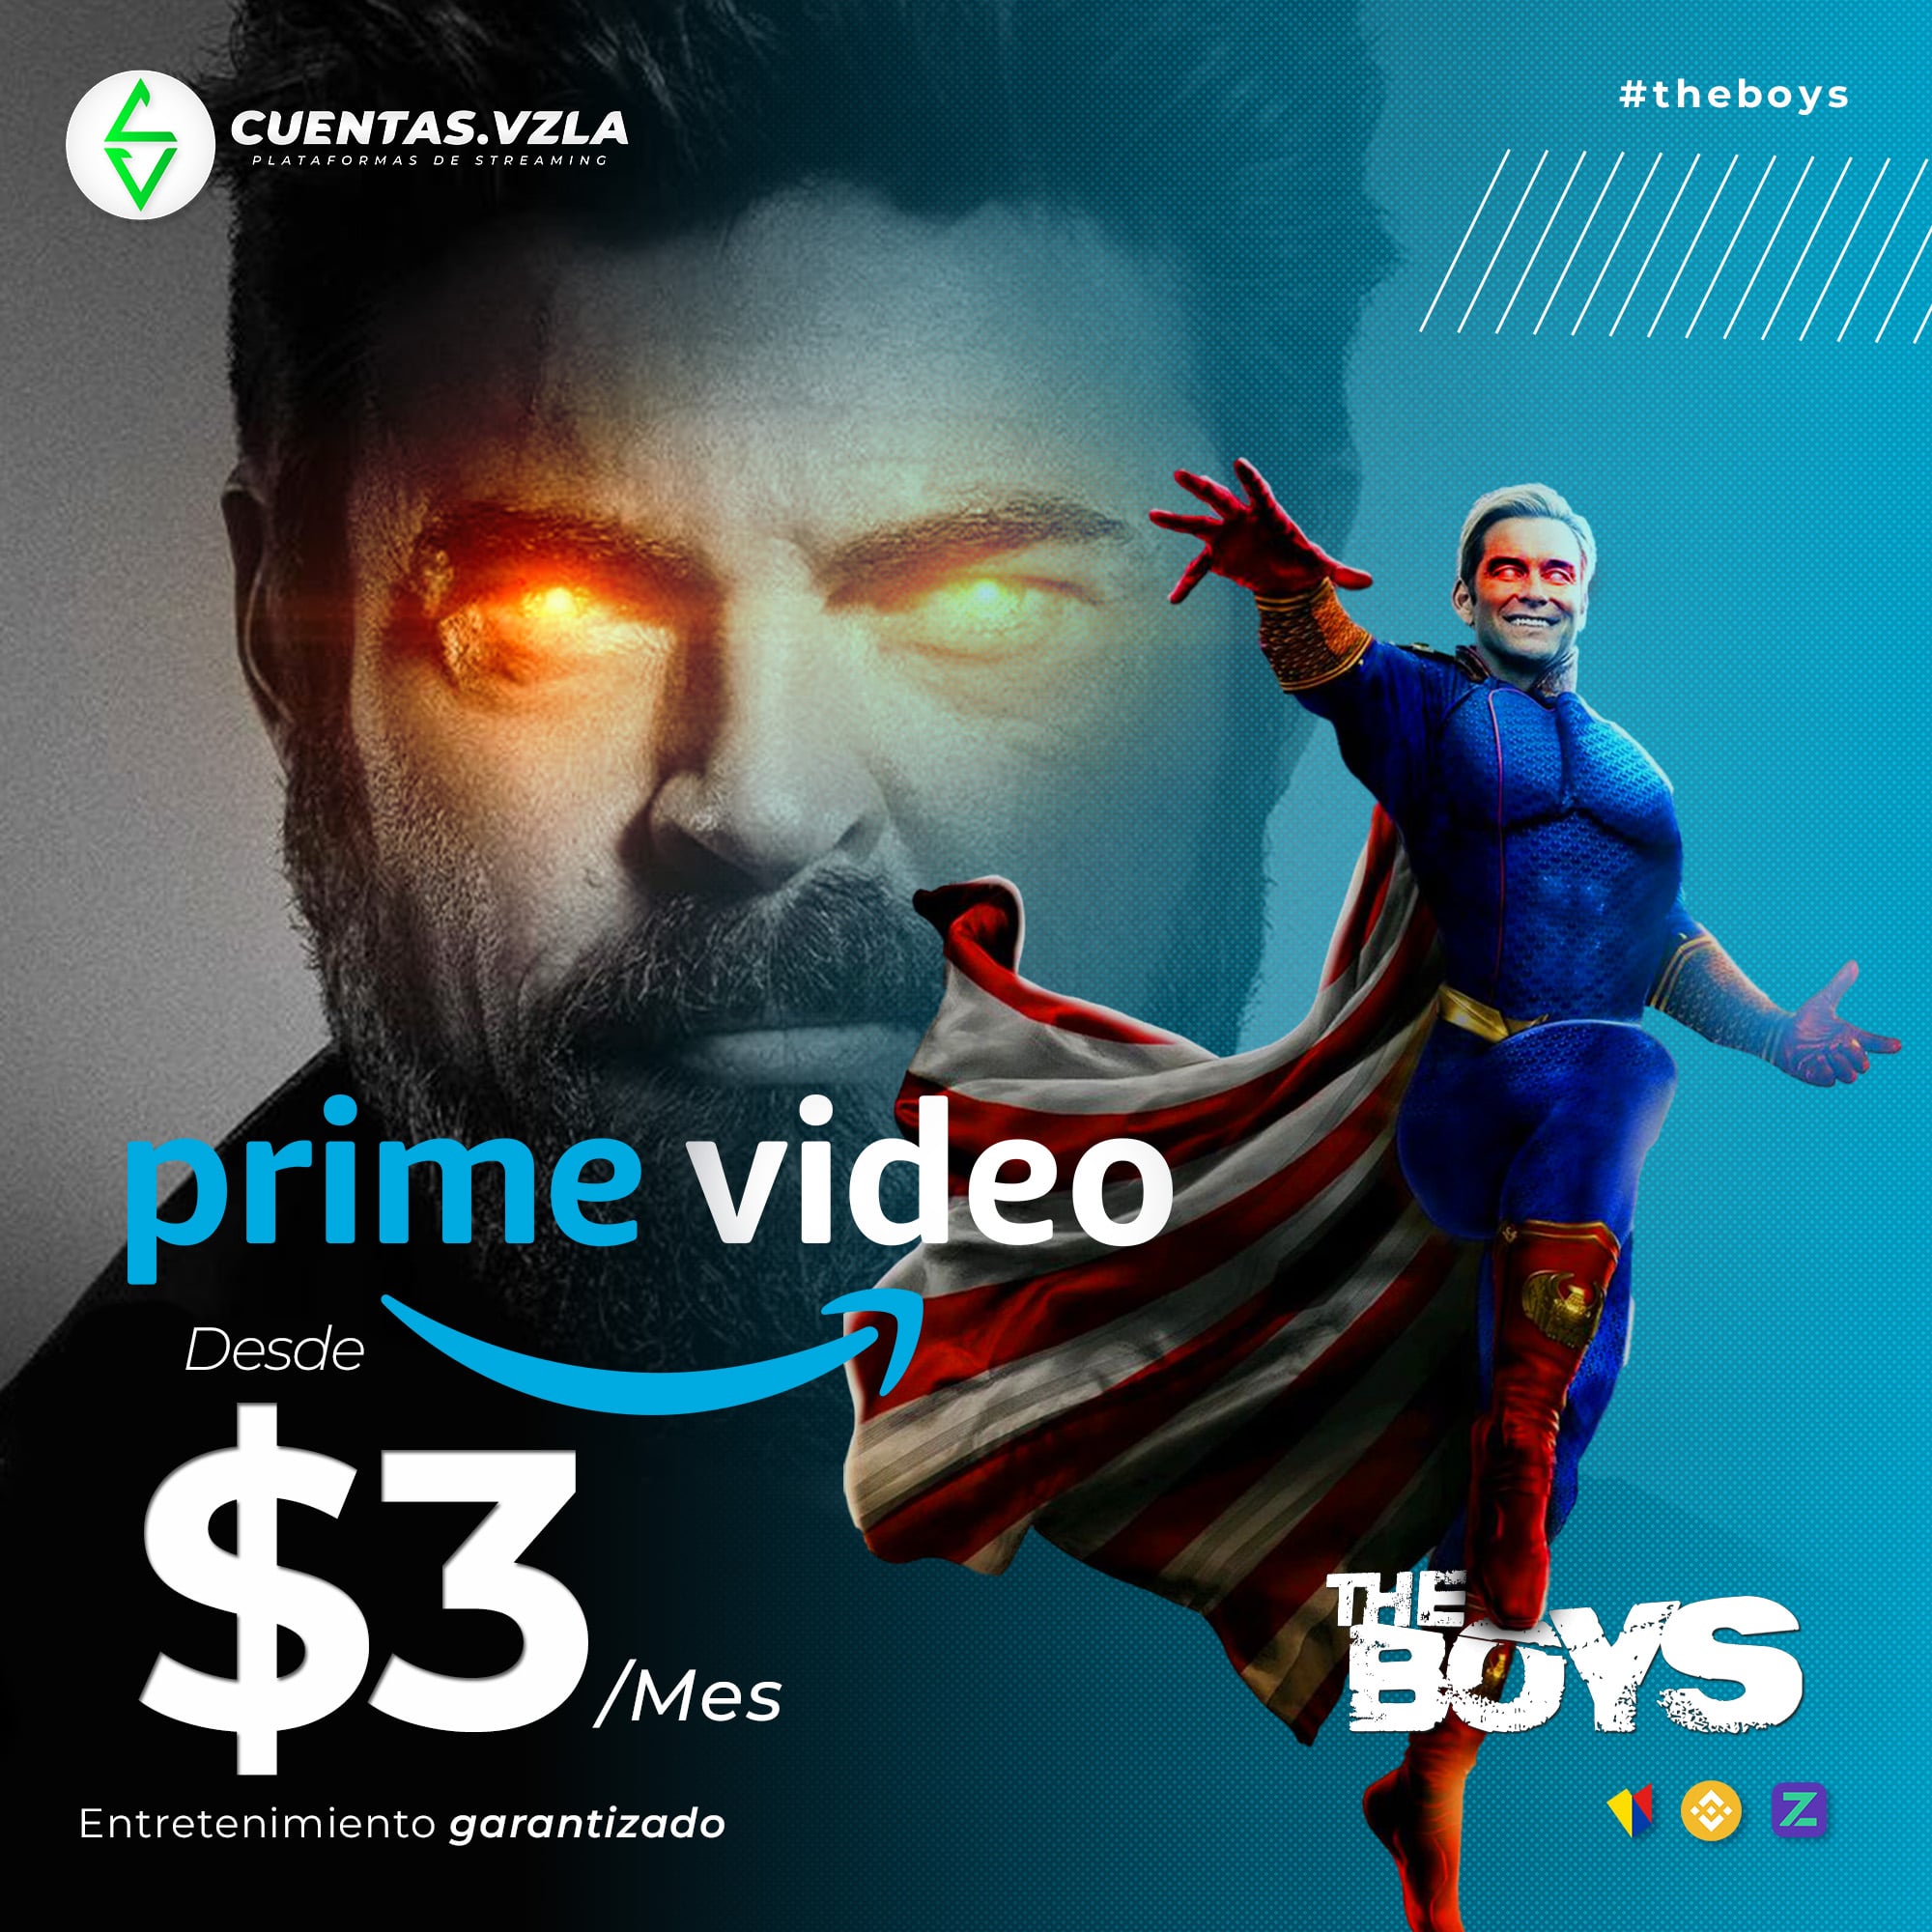 CUENTAS.VZLA
PLATAFORMAS DE STREAMING
#theboys
prime video
Desde
$3/Mes
Entretenimiento garantizado
THE
BOYS